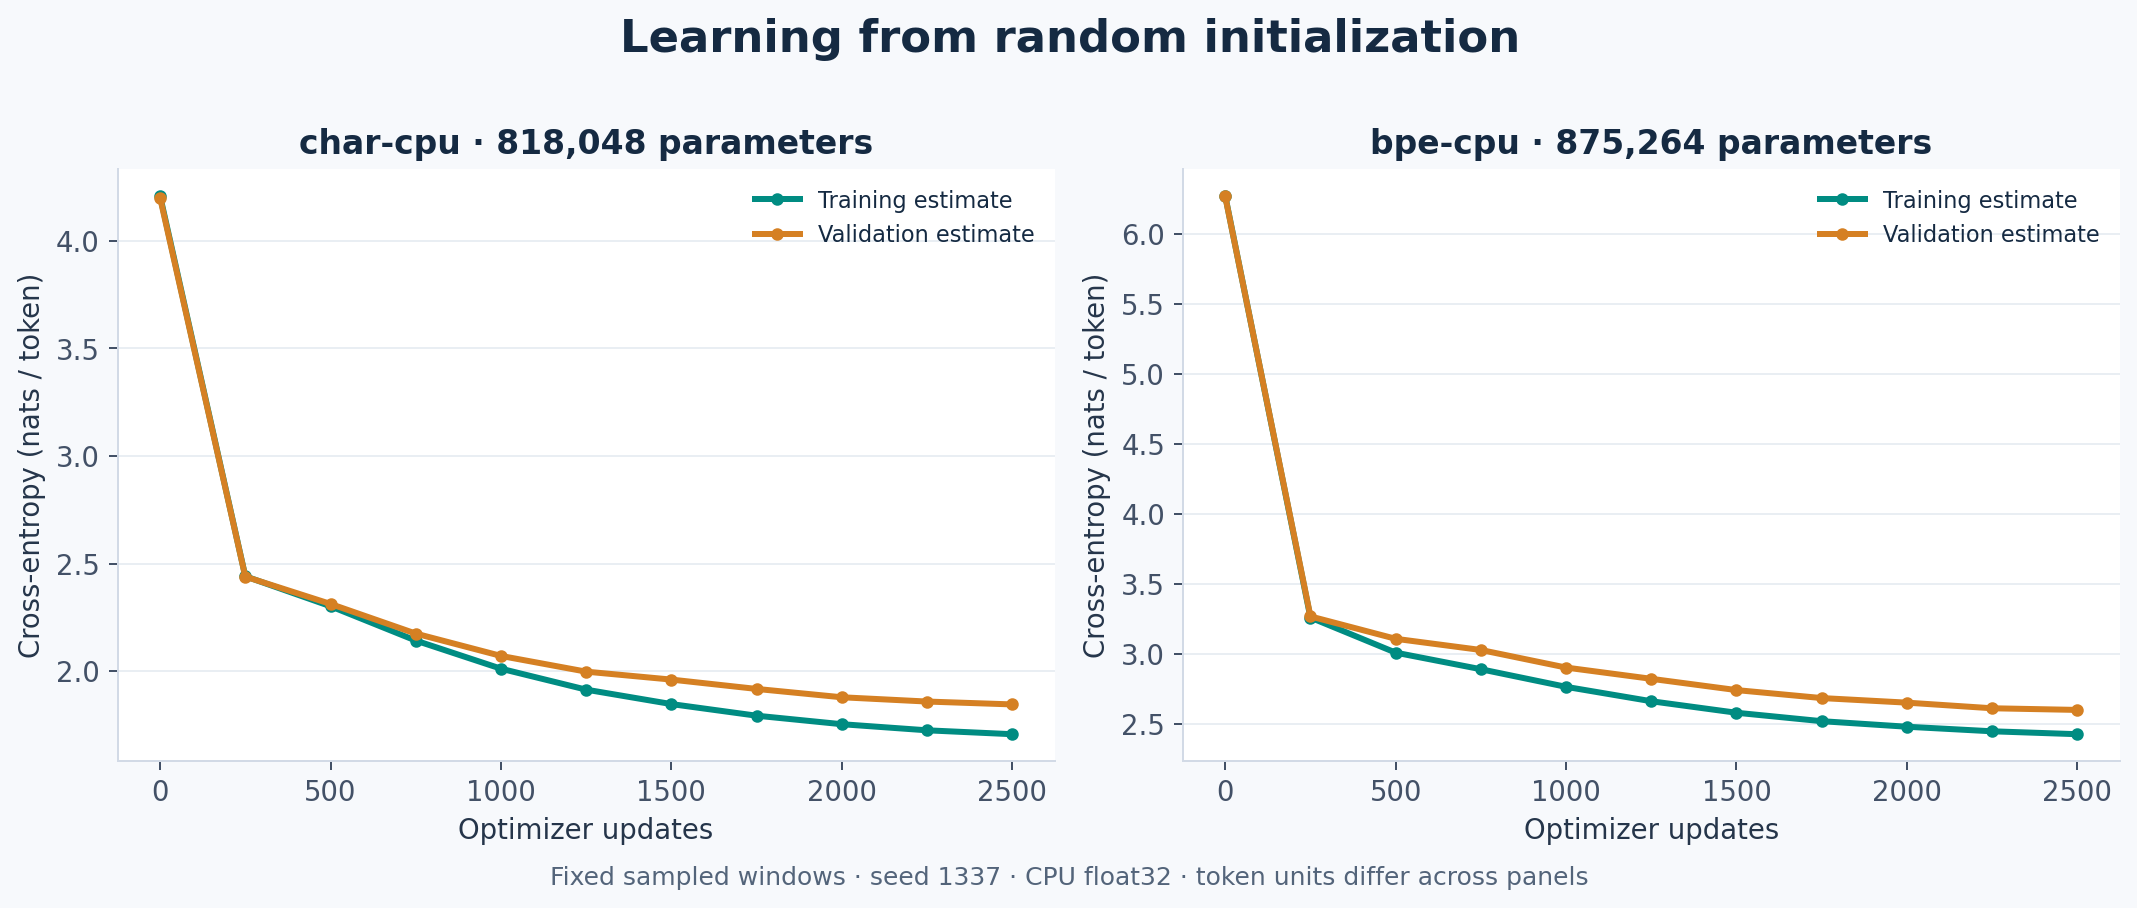 Learning from random initialization
char-cpu · 818,048 parameters
Cross-entropy (nats / token)
4.0
3.5
3.0
2.5
2.0
Training estimate
Validation estimate
0 500 1000 1500 2000 2500
Optimizer updates
bpe-cpu · 875,264 parameters
Cross-entropy (nats / token)
6.0
5.5
5.0
4.5
4.0
3.5
3.0
2.5
Training estimate
Validation estimate
0 500 1000 1500 2000 2500
Optimizer updates
Fixed sampled windows · seed 1337 · CPU float32 · token units differ across panels